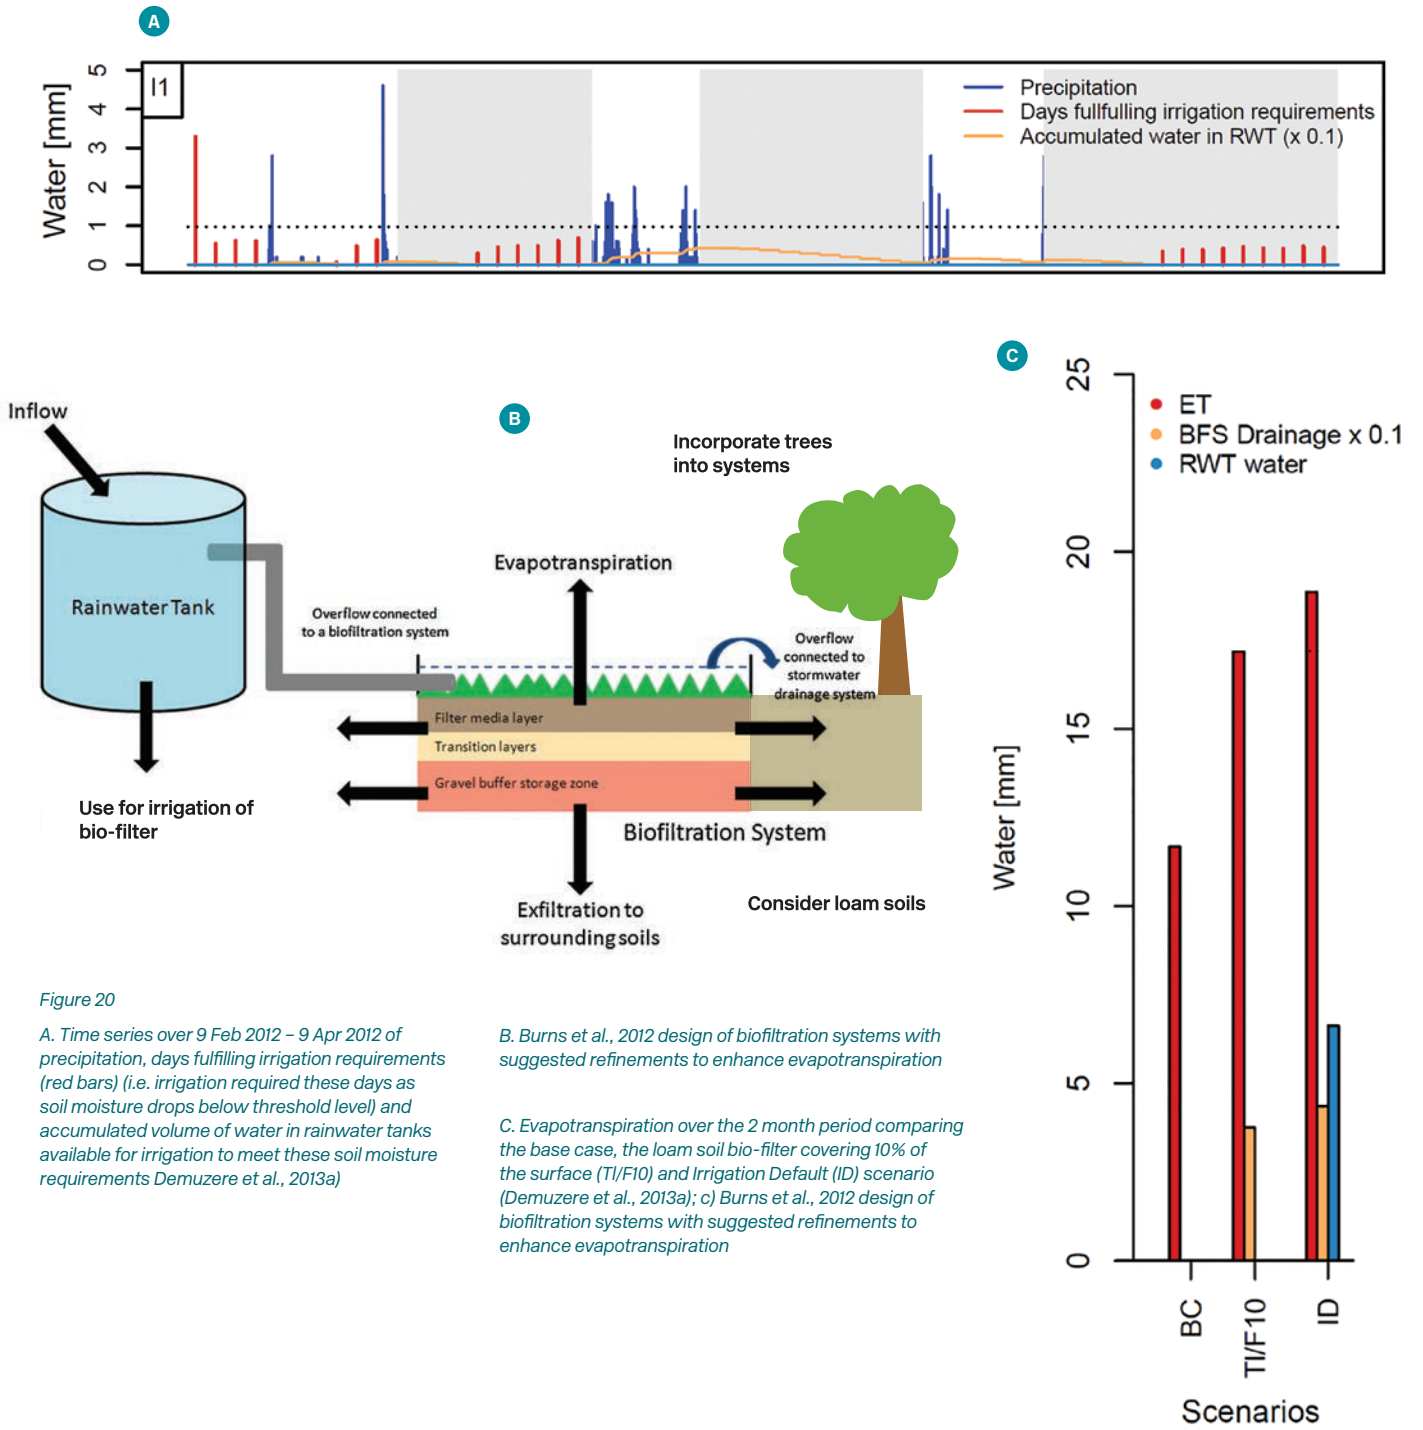 A
I1
Water [mm]
5
4
3
2
1
0
Precipitation
Days fullfulling irrigation requirements
Accumulated water in RWT (x 0.1)
B
Inflow
Rainwater Tank
Use for irrigation of
bio-filter
Overflow connected
to a biofiltration system
Evapotranspiration
Incorporate trees
into systems
Overflow
connected to
stormwater
drainage system
Filter media layer
Transition layers
Gravel buffer storage zone
Biofiltration System
Exfiltration to
surrounding soils
Consider loam soils
C
Water [mm]
25
20
15
10
5
0
ET
BFS Drainage x 0.1
RWT water
BC
TI/F10
ID
Scenarios
Figure 20
A. Time series over 9 Feb 2012 – 9 Apr 2012 of
precipitation, days fulfilling irrigation requirements
(red bars) (i.e. irrigation required these days as
soil moisture drops below threshold level) and
accumulated volume of water in rainwater tanks
available for irrigation to meet these soil moisture
requirements Demuzere et al., 2013a)
B. Burns et al., 2012 design of biofiltration systems with
suggested refinements to enhance evapotranspiration
C. Evapotranspiration over the 2 month period comparing
the base case, the loam soil bio-filter covering 10% of
the surface (TI/F10) and Irrigation Default (ID) scenario
(Demuzere et al., 2013a); c) Burns et al., 2012 design of
biofiltration systems with suggested refinements to
enhance evapotranspiration